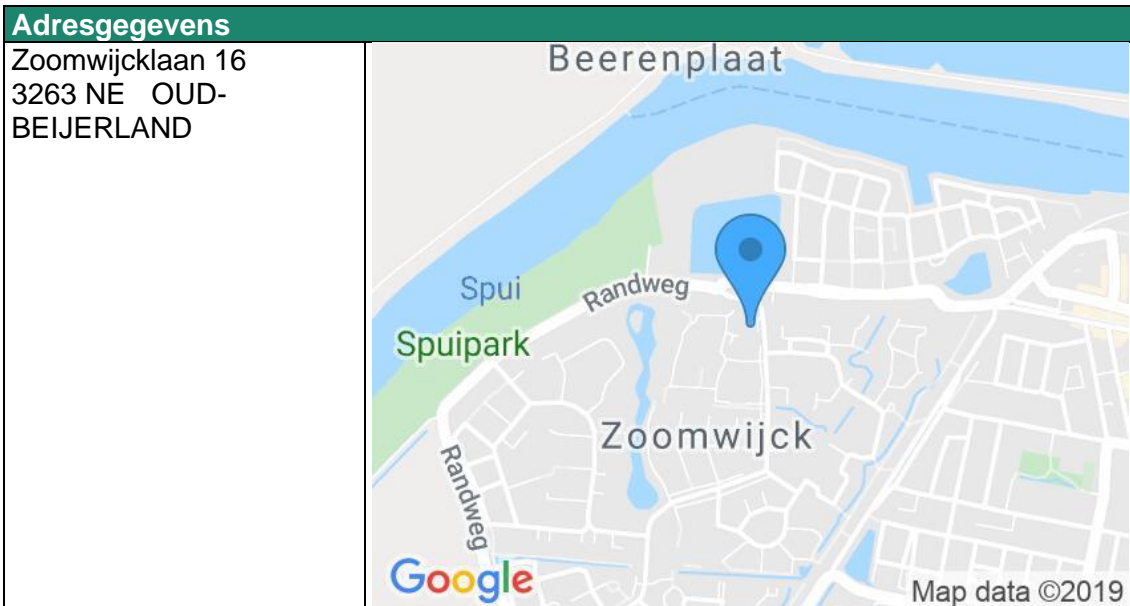 Adresgegevens
Zoomwijcklaan 16
3263 NE OUD-
BEIJERLAND
Beerenplaat
Spui
Randweg
Spuipark
Zoomwijck
Randweg
Google
Map data ©2019